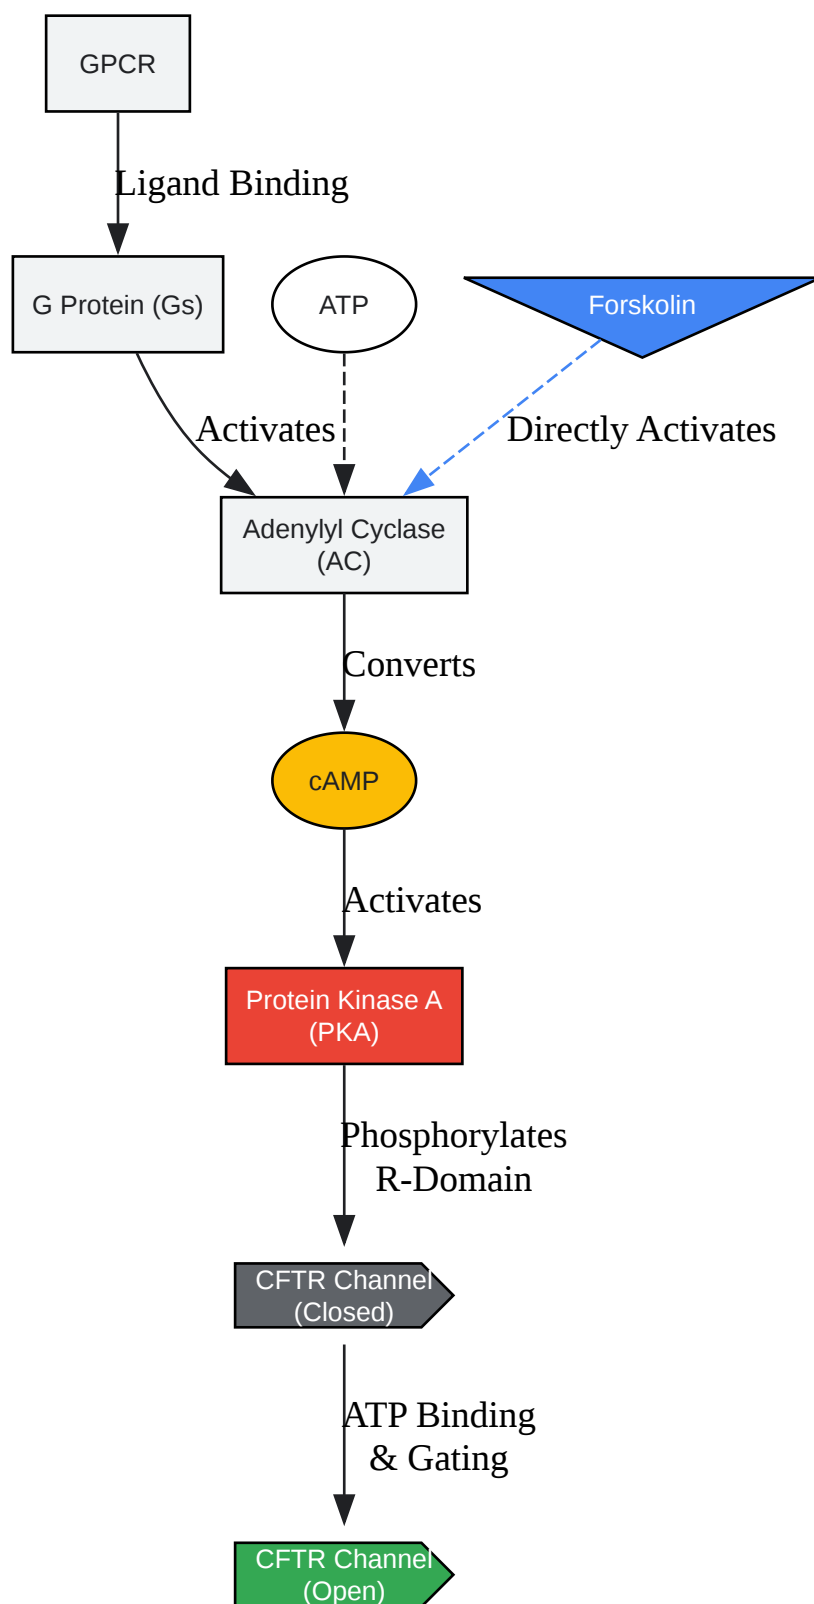 GPCR
Ligand Binding
G Protein (Gs)
ATP
Forskolin
Activates
Directly Activates
Adenylyl Cyclase
(AC)
Converts
cAMP
Activates
Protein Kinase A
(PKA)
Phosphorylates
R-Domain
CFTR Channel
(Closed)
ATP Binding
& Gating
CFTR Channel
(Open)